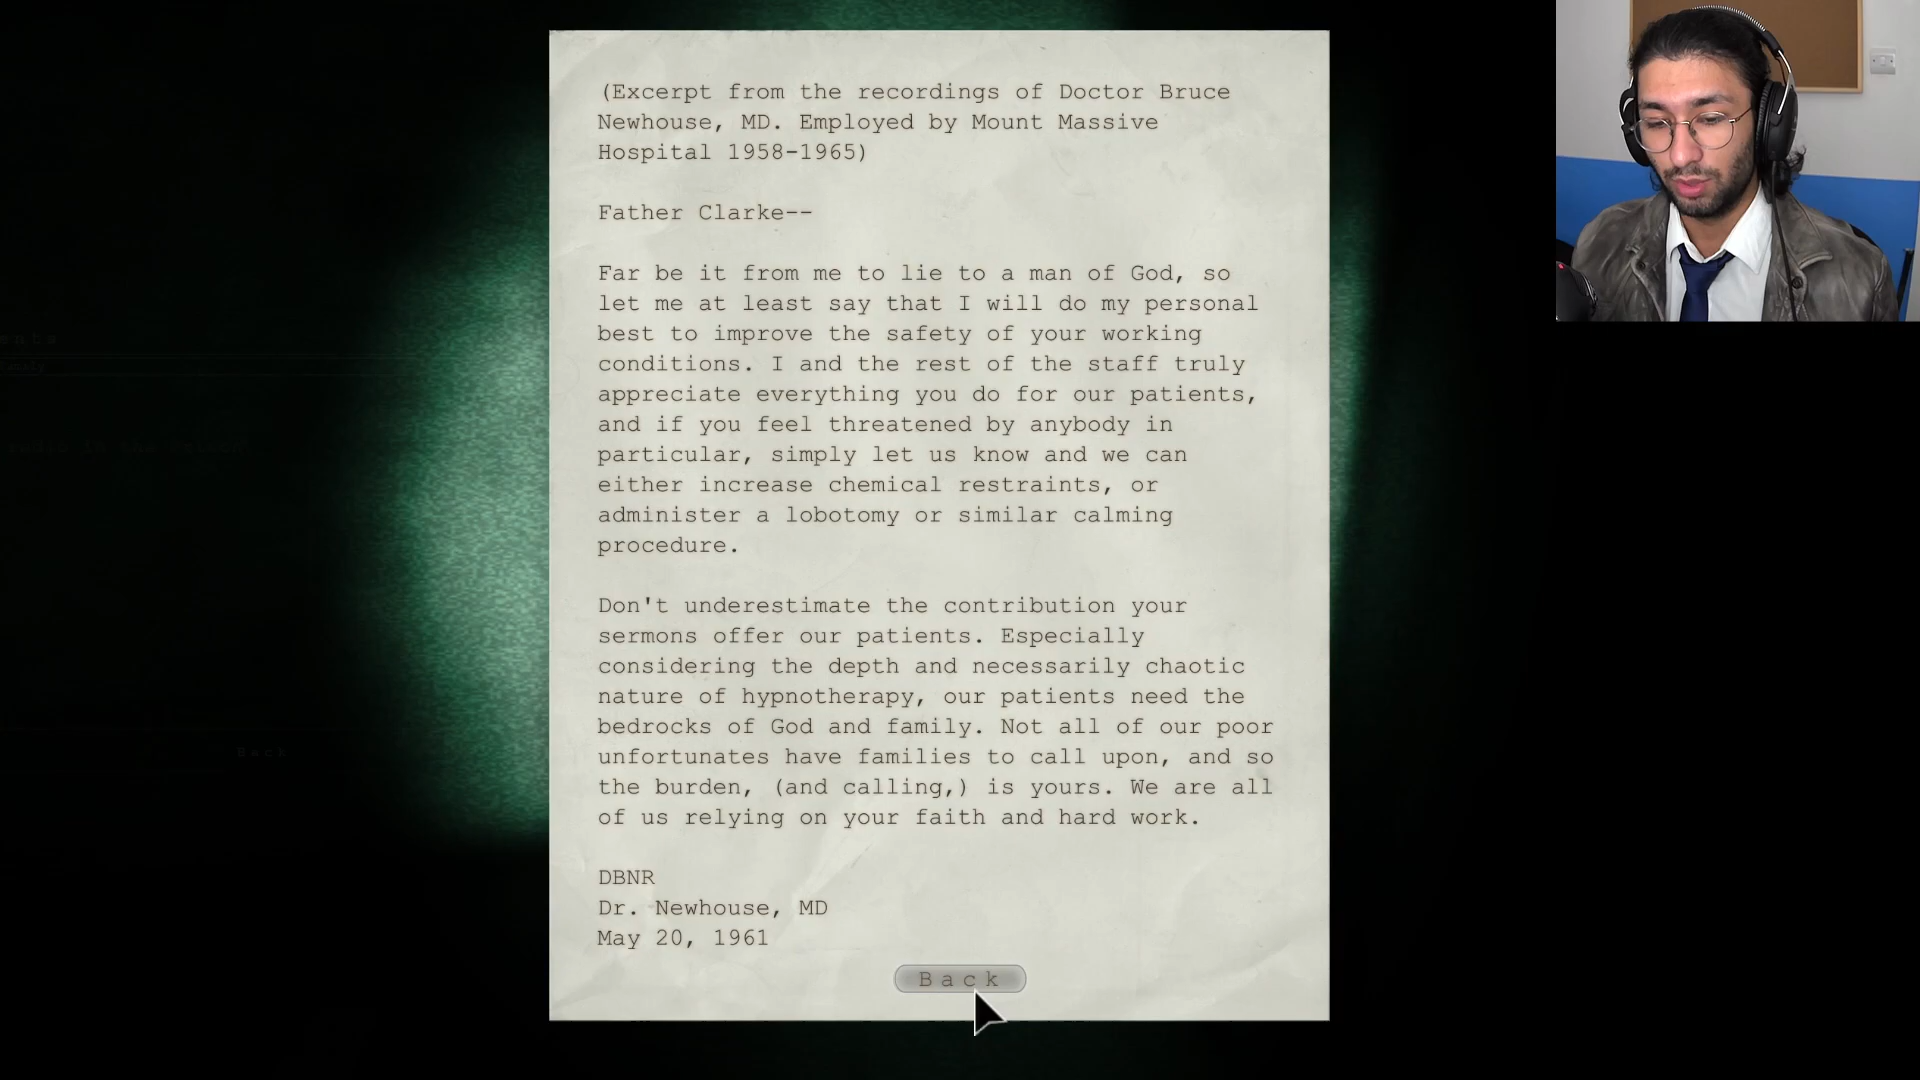 (Excerpt from the recordings of Doctor Bruce
Newhouse, MD. Employed by Mount Massive
Hospital 1958-1965)
Father Clarke--
Far be it from me to lie to a man of God, so
let me at least say that I will do my personal
best to improve the safety of your working
conditions. I and the rest of the staff truly
appreciate everything you do for our patients,
and if you feel threatened by anybody in
particular, simply let us know and we can
either increase chemical restraints, or
administer a lobotomy or similar calming
procedure.
Don't underestimate the contribution your
sermons offer our patients. Especially
considering the depth and necessarily chaotic
nature of hypnotherapy, our patients need the
bedrocks of God and family. Not all of our poor
unfortunates have families to call upon, and so
the burden, (and calling,) is yours. We are all
of us relying on your faith and hard work.
DBNR
Dr. Newhouse, MD
May 20, 1961
Back
Back